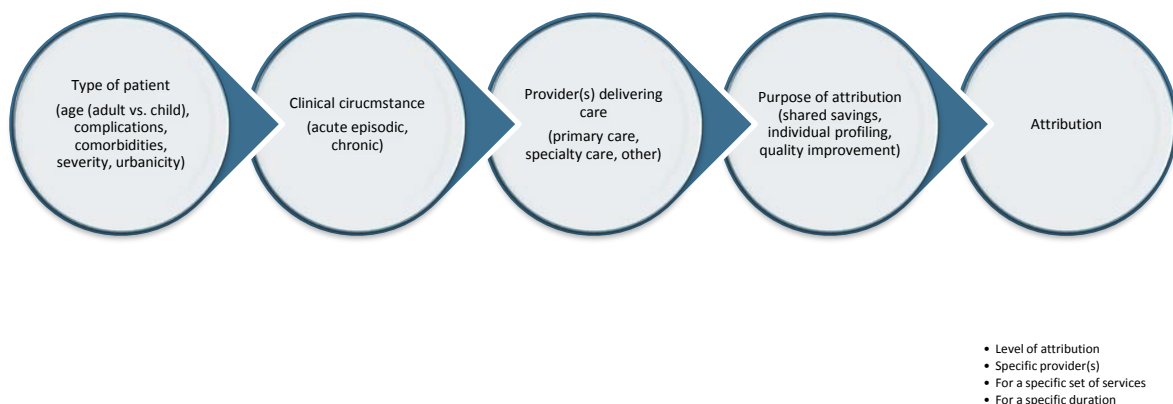 Type of patient
(age (adult vs. child),
complications,
comorbidities,
severity, urbanicity)
Clinical cirucmstance
(acute episodic,
chronic)
Provider(s) delivering
care
(primary care,
specialty care, other)
Purpose of attribution
(shared savings,
individual profiling,
quality improvement)
Attribution
• Level of attribution
• Specific provider(s)
• For a specific set of services
• For a specific duration